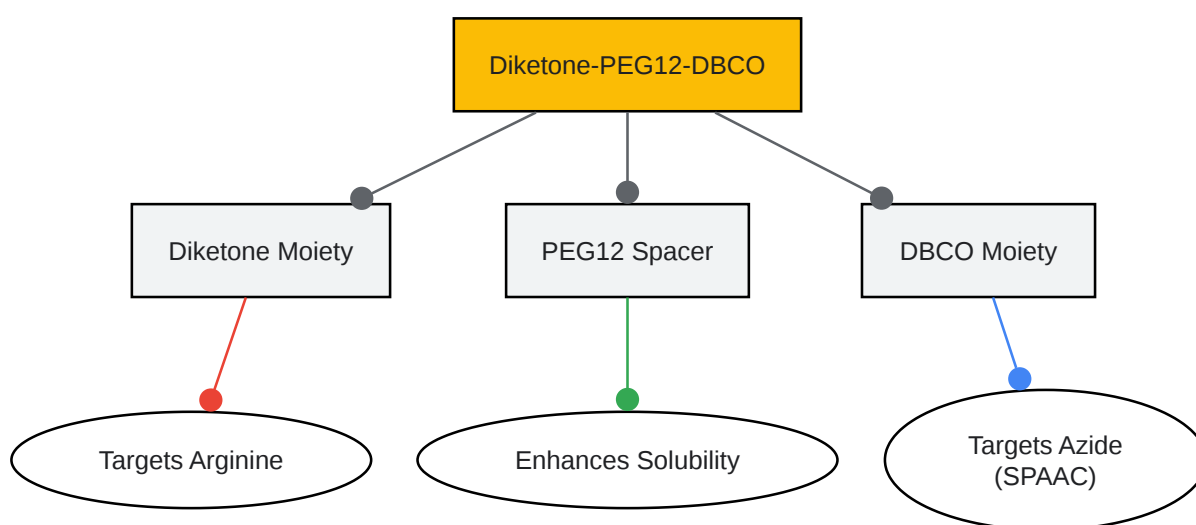 Diketone-PEG12-DBCO
Diketone Moiety
PEG12 Spacer
DBCO Moiety
Targets Arginine
Enhances Solubility
Targets Azide
(SPAAC)